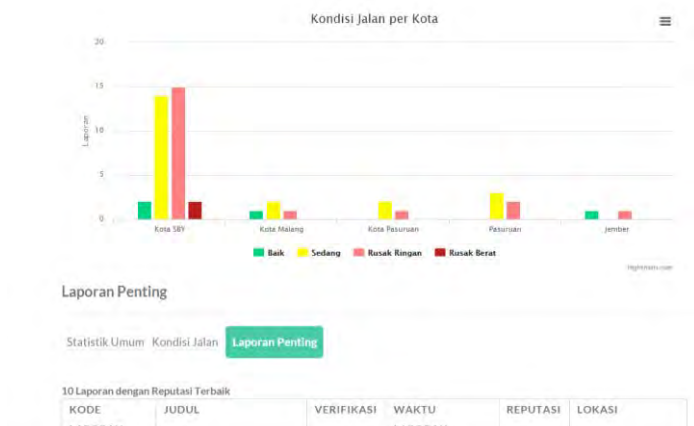 Kondisi Jalan per Kota
20
15
10
5
0
Laporan
Kota SBY Kota Malang Kota Pasuruan Pasuruan Jember
Baik Sedang Rusak Ringan Rusak Berat
Highcharts.com
Laporan Penting
Statistik Umum Kondisi Jalan Laporan Penting
10 Laporan dengan Reputasi Terbaik
KODE JUDUL VERIFIKASI WAKTU REPUTASI LOKASI